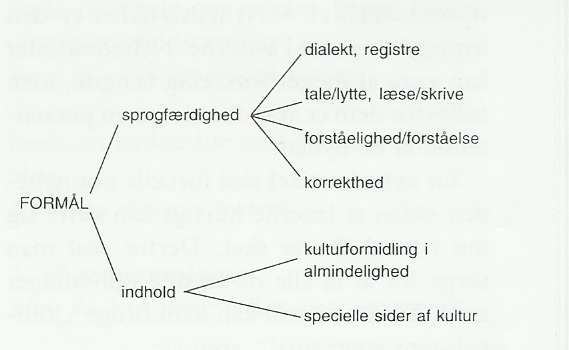 dialekt, registre
tale/lytte, læse/skrive
sprogfærdighed
forståelighed/forståelse
korrekthed
FORMÅL
kulturformidling i
almindelighed
indhold
specielle sider af kultur